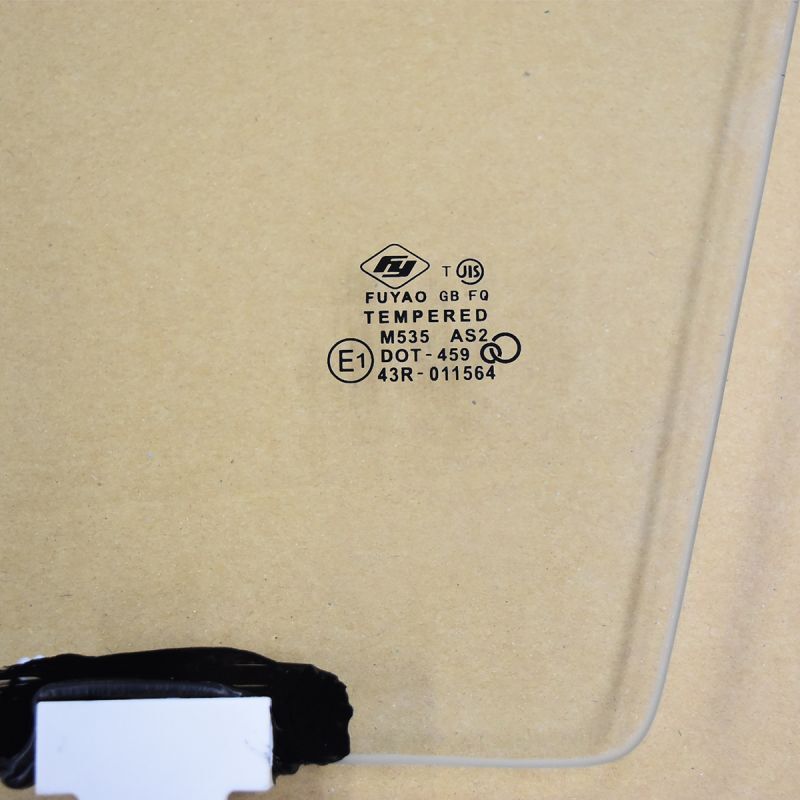 FY T JIS
FUYAO GB FQ
TEMPERED
M535 AS2
E1 DOT-459
43R-011564